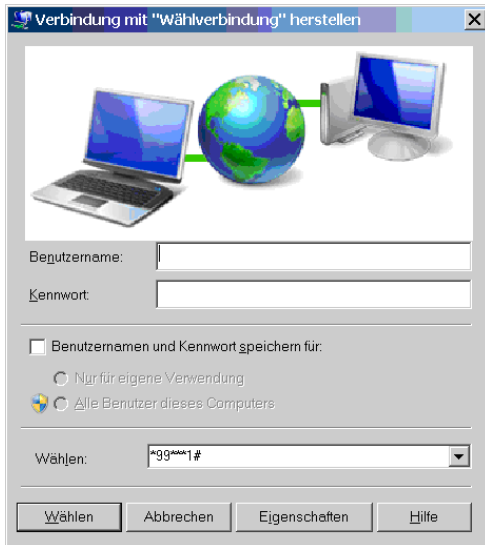 Verbindung mit "Wählverbindung" herstellen
Benutzername:
Kennwort:
Benutzernamen und Kennwort speichern für:
Nur für eigene Verwendung
Alle Benutzer dieses Computers
Wählen: *99***1#
Wählen Abbrechen Eigenschaften Hilfe